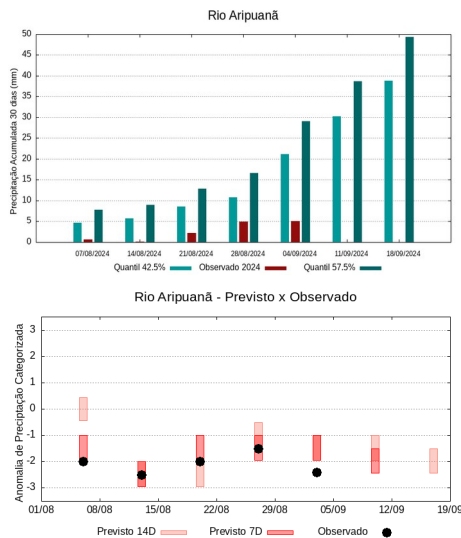 Rio Aripuanã
Precipitação Acumulada 30 dias (mm)
50
45
40
35
30
25
20
15
10
5
0
07/08/2024 14/08/2024 21/08/2024 28/08/2024 04/09/2024 11/09/2024 18/09/2024
Quantil 42.5% Observado 2024 Quantil 57.5%
Rio Aripuanã - Previsto x Observado
Anomalia de Precipitação Categorizada
3
2
1
0
-1
-2
-3
01/08 08/08 15/08 22/08 29/08 05/09 12/09 19/09
Previsto 14D Previsto 7D Observado